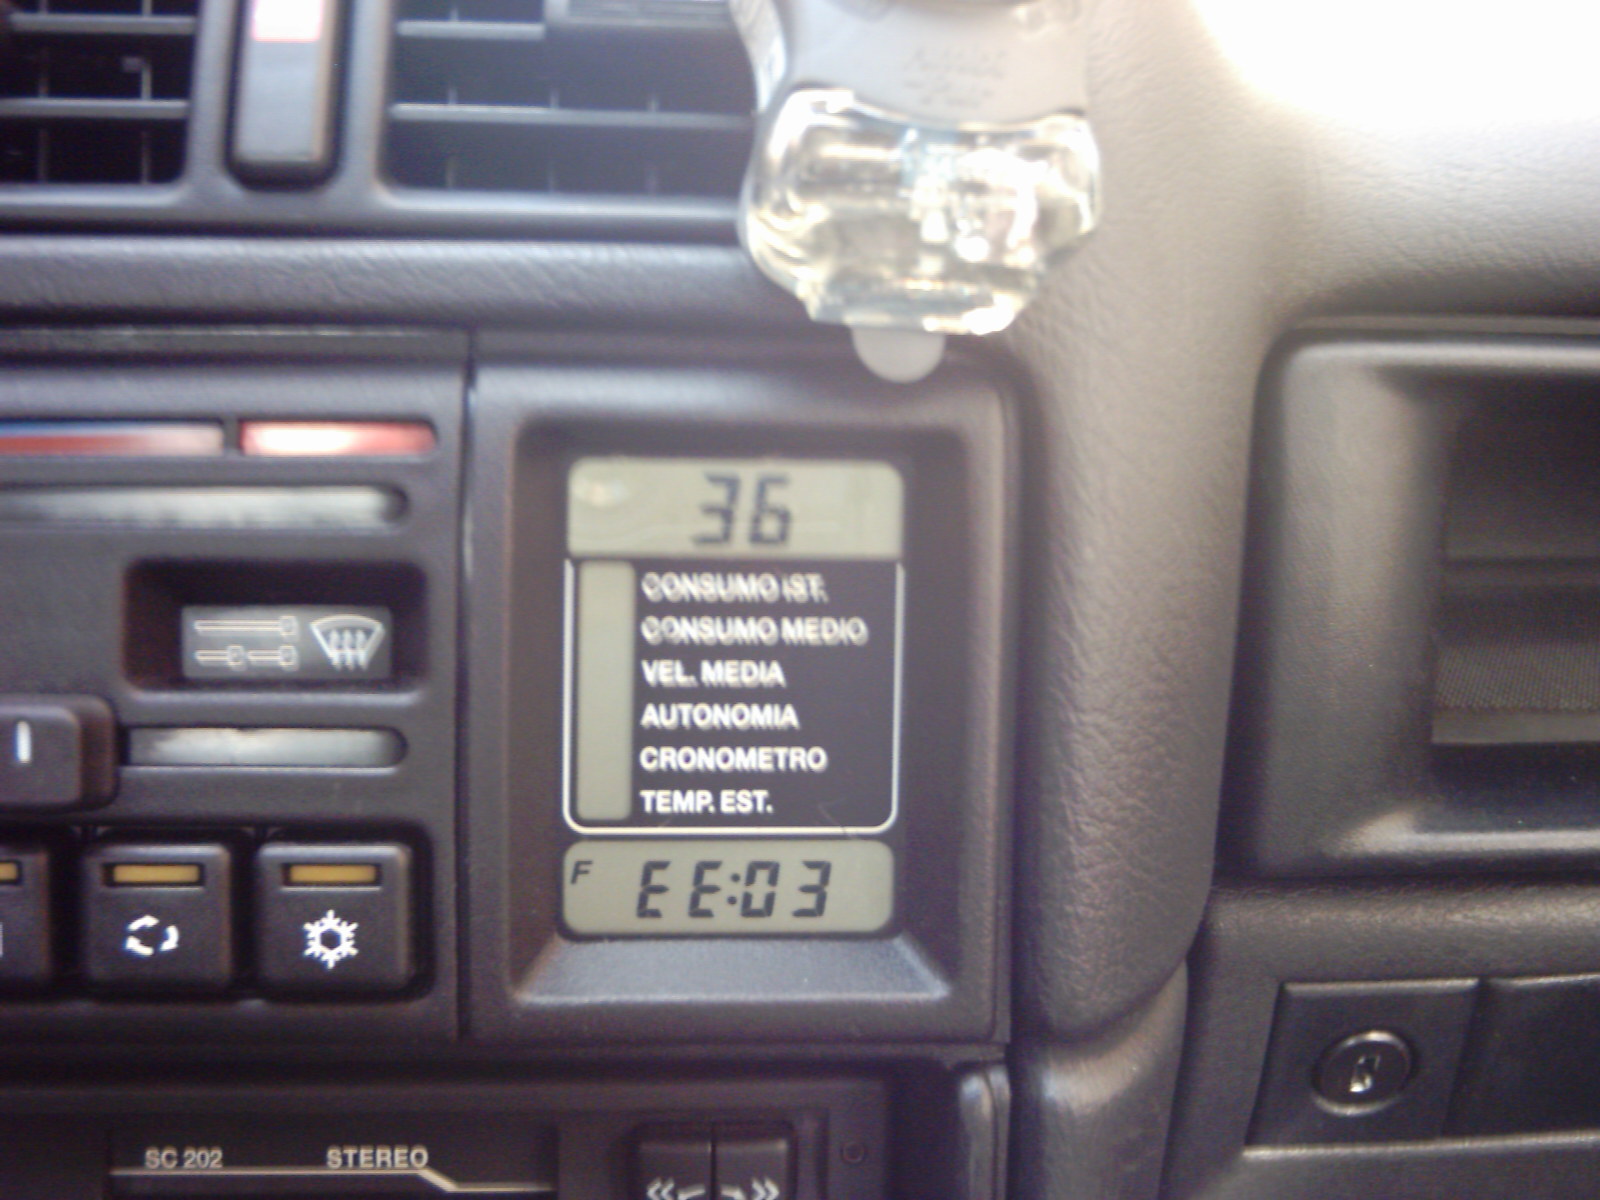 36
CONSUMO IST.
CONSUMO MEDIO
VEL. MEDIA
AUTONOMIA
CRONOMETRO
TEMP. EST.
F EE:03
SC 202 STEREO